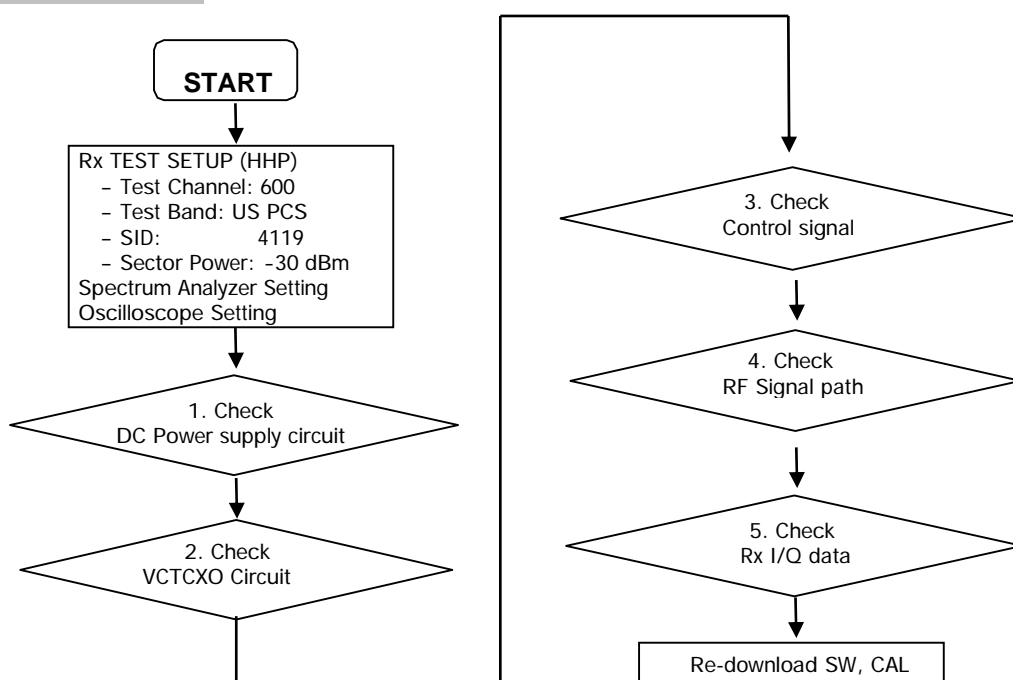 START
Rx TEST SETUP (HHP)
– Test Channel: 600
– Test Band: US PCS
– SID: 4119
– Sector Power: -30 dBm
Spectrum Analyzer Setting
Oscilloscope Setting
1. Check
DC Power supply circuit
2. Check
VCTCXO Circuit
3. Check
Control signal
4. Check
RF Signal path
5. Check
Rx I/Q data
Re-download SW, CAL